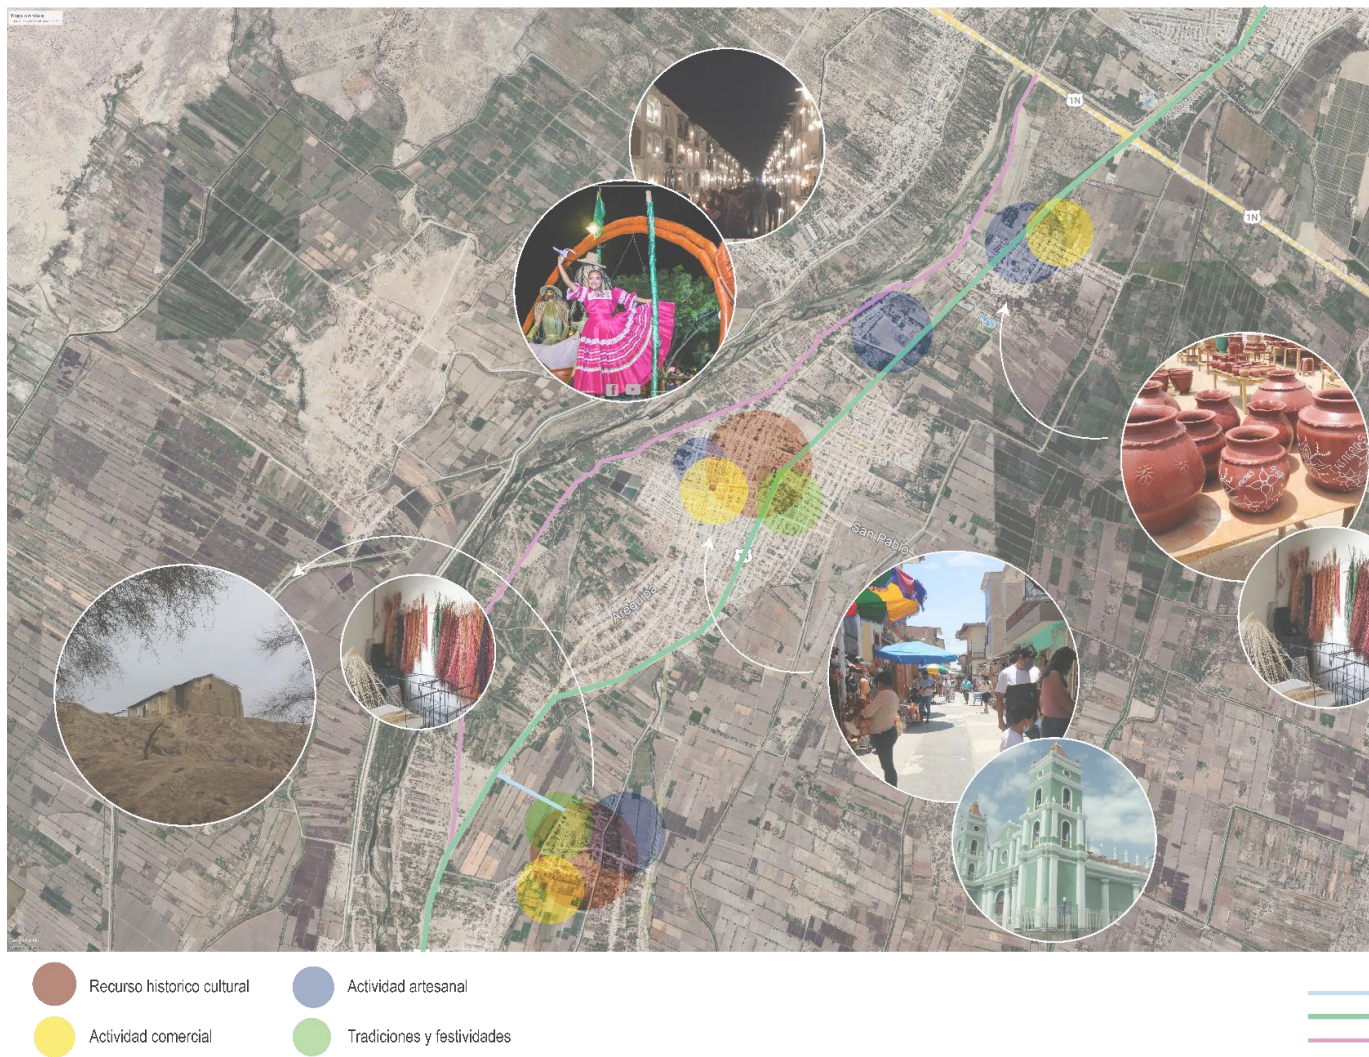 1N
1N
San Pablo
Arequipa
Recurso historico cultural
Actividad artesanal
Actividad comercial
Tradiciones y festividades